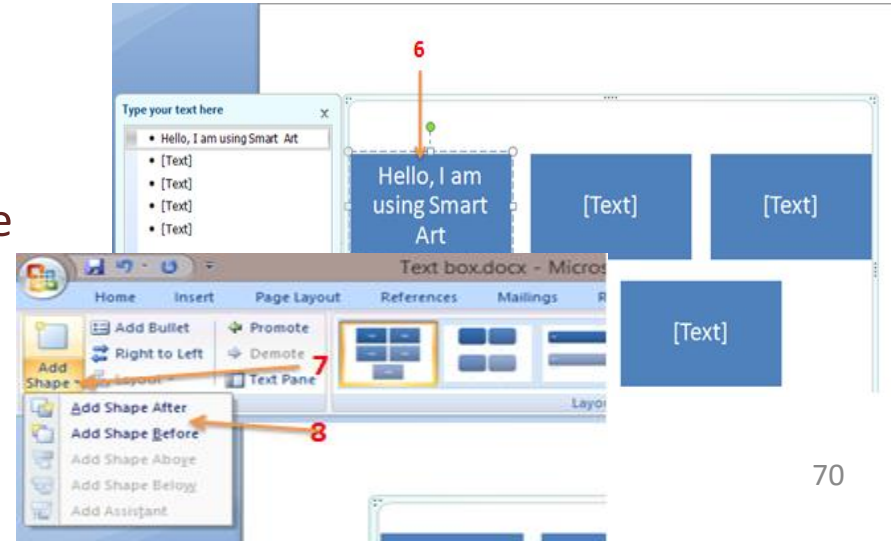 6
Type your text here x
• Hello, I am using Smart Art
• [Text]
• [Text]
• [Text]
• [Text]
Hello, I am
using Smart
Art
[Text]
[Text]
[Text]
e
Text box.docx - Micros
Home Insert Page Layout References Mailings R
Add Bullet
Promote
Right to Left
Demote
Layout
Text Pane
Add
Shape
7
Layou
Add Shape After
Add Shape Before
Add Shape Above
Add Shape Below
Add Assistant
8
70